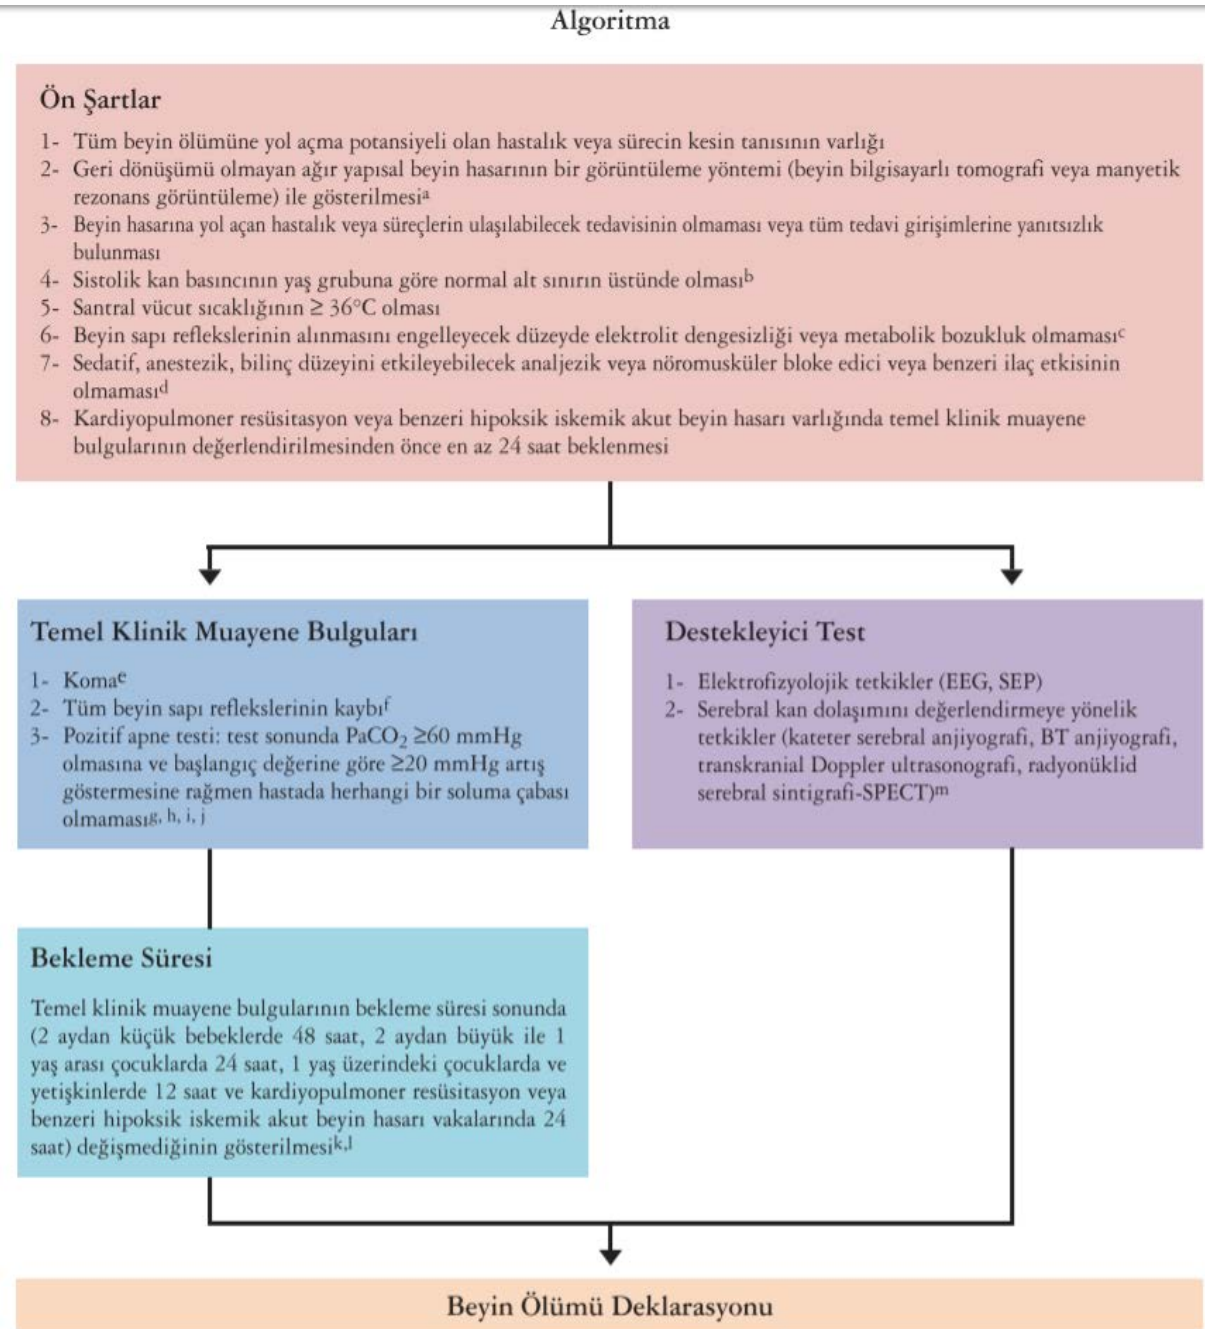 Algoritma
Ön Şartlar
1- Tüm beyin ölümüne yol açma potansiyeli olan hastalık veya sürecin kesin tanısının varlığı
2- Geri dönüşümü olmayan ağır yapısal beyin hasarının bir görüntüleme yöntemi (beyin bilgisayarlı tomografi veya manyetik
rezonans görüntüleme) ile gösterilmesiᵃ
3- Beyin hasarına yol açan hastalık veya süreçlerin ulaşılabilecek tedavisinin olmaması veya tüm tedavi girişimlerine yanıtsızlık
bulunması
4- Sistolik kan basıncının yaş grubuna göre normal alt sınırın üstünde olmasıᵇ
5- Santral vücut sıcaklığının ≥ 36°C olması
6- Beyin sapı reflekslerinin alınmasını engelleyecek düzeyde elektrolit dengesizliği veya metabolik bozukluk olmamasıᶜ
7- Sedatif, anestezik, bilinç düzeyini etkileyebilecek analjezik veya nöromusküler bloke edici veya benzeri ilaç etkisinin
olmamasıᵈ
8- Kardiyopulmoner resüsitasyon veya benzeri hipoksik iskemik akut beyin hasarı varlığında temel klinik muayene
bulgularının değerlendirilmesinden önce en az 24 saat beklenmesi
Temel Klinik Muayene Bulguları
1- Komaᵉ
2- Tüm beyin sapı reflekslerinin kaybıᶠ
3- Pozitif apne testi: test sonunda PaCO₂ ≥60 mmHg
olmasına ve başlangıç değerine göre ≥20 mmHg artış
göstermesine rağmen hastada herhangi bir soluma çabası
olmamasıᵍ, ʰ, ⁱ, ʲ
Destekleyici Test
1- Elektrofizyolojik tetkikler (EEG, SEP)
2- Serebral kan dolaşımını değerlendirmeye yönelik
tetkikler (kateter serebral anjiyografi, BT anjiyografi,
transkranial Doppler ultrasonografi, radyonüklid
serebral sintigrafi-SPECT)ᵐ
Bekleme Süresi
Temel klinik muayene bulgularının bekleme süresi sonunda
(2 aydan küçük bebeklerde 48 saat, 2 aydan büyük ile 1
yaş arası çocuklarda 24 saat, 1 yaş üzerindeki çocuklarda ve
yetişkinlerde 12 saat ve kardiyopulmoner resüsitasyon veya
benzeri hipoksik iskemik akut beyin hasarı vakalarında 24
saat) değişmediğinin gösterilmesiᵏ,ˡ
Beyin Ölümü Deklarasyonu